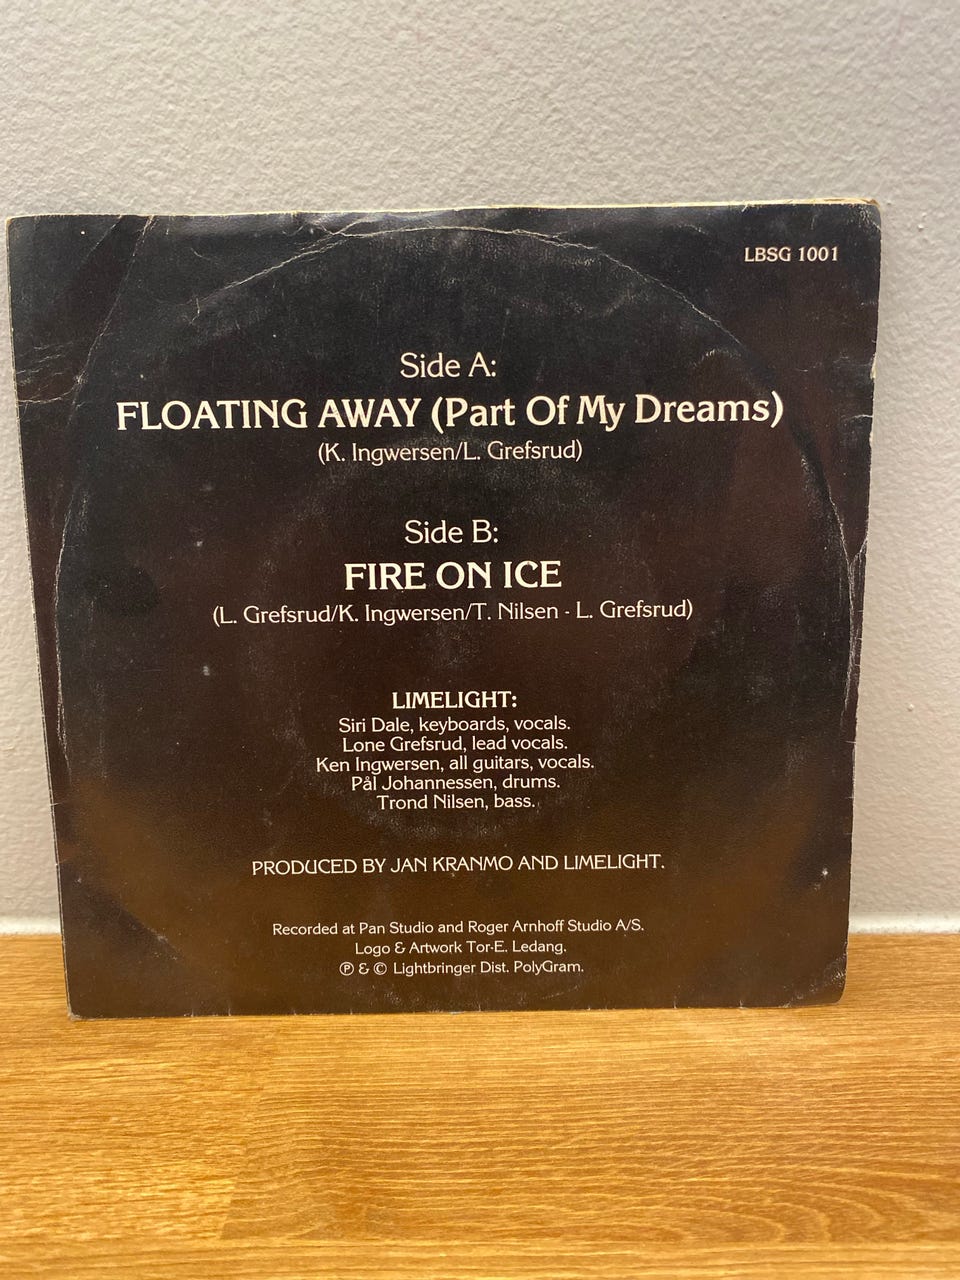 LBSG 1001
Side A:
FLOATING AWAY (Part Of My Dreams)
(K. Ingwersen/L. Grefsrud)
Side B:
FIRE ON ICE
(L. Grefsrud/K. Ingwersen/T. Nilsen - L. Grefsrud)
LIMELIGHT:
Siri Dale, keyboards, vocals.
Lone Grefsrud, lead vocals.
Ken Ingwersen, all guitars, vocals.
Pål Johannessen, drums.
Trond Nilsen, bass.
PRODUCED BY JAN KRANMO AND LIMELIGHT.
Recorded at Pan Studio and Roger Arnhoff Studio A/S.
Logo & Artwork Tor-E. Ledang.
℗ & © Lightbringer Dist. PolyGram.